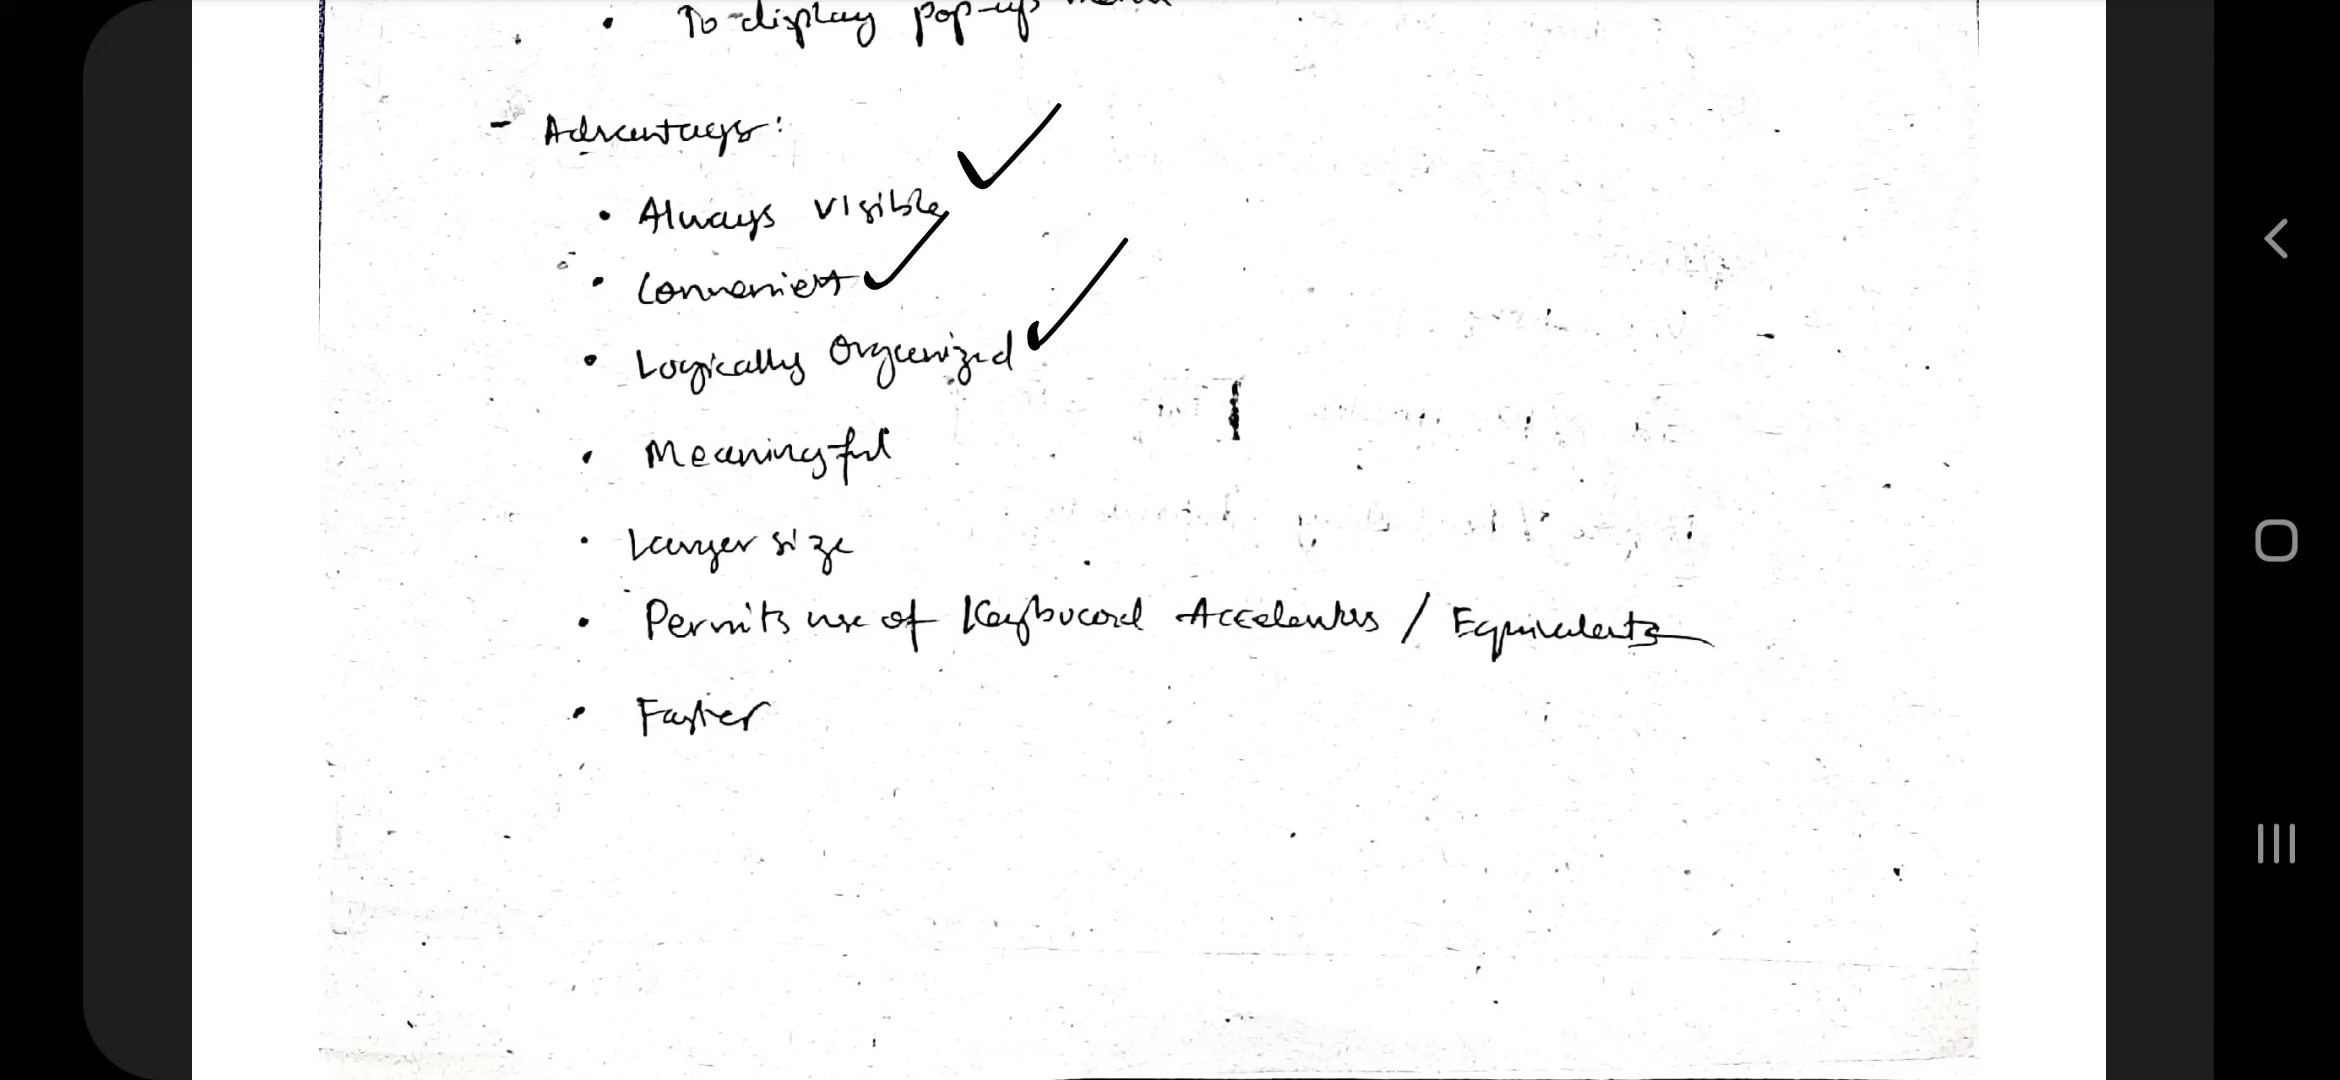 • To display pop-up menu
- Advantages:
• Always visible
• Convenient
• Logically Organized
• Meaningful
• Larger size
• Permits use of Keyboard Accelerators / Equivalents
• Faster